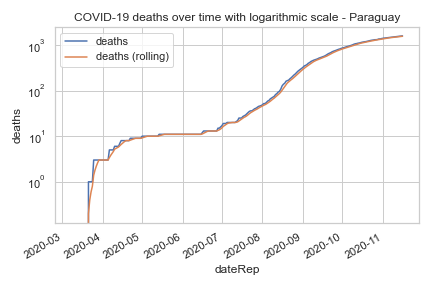 COVID-19 deaths over time with logarithmic scale - Paraguay
deaths
deaths (rolling)
10³
10²
10¹
10⁰
deaths
2020-03
2020-04
2020-05
2020-06
2020-07
2020-08
2020-09
2020-10
2020-11
dateRep